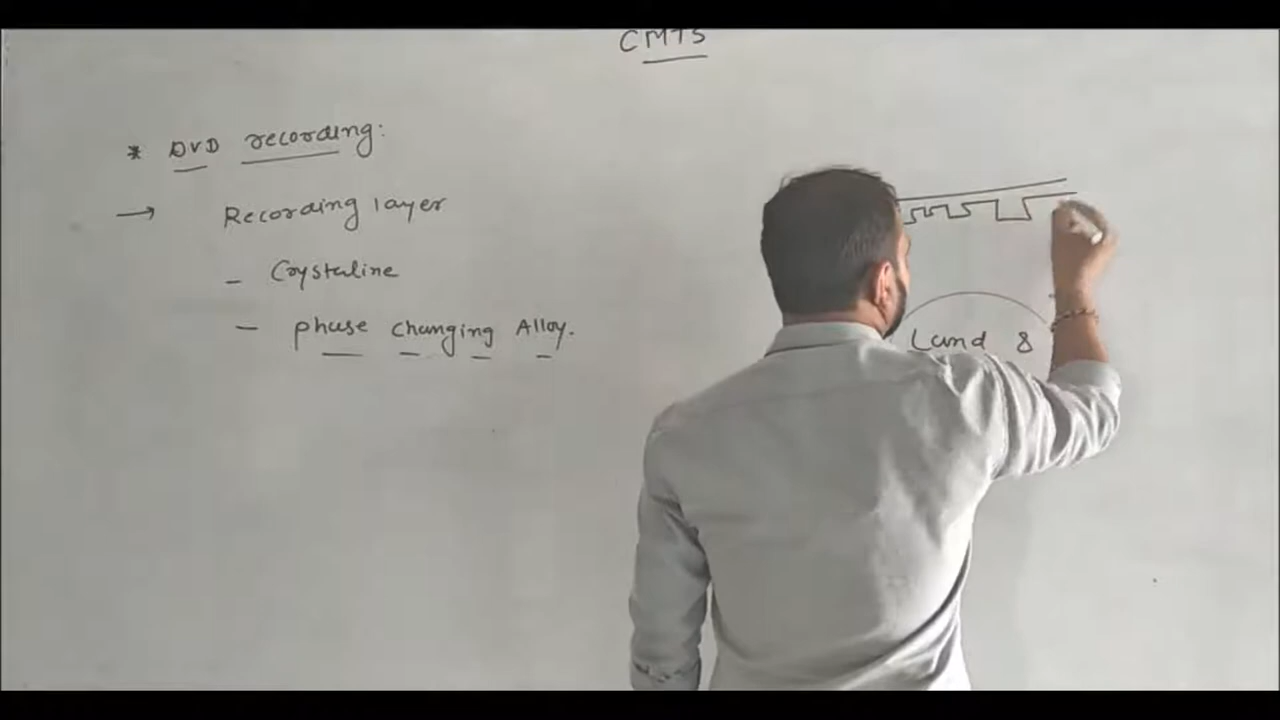 CMTS
* DVD recording:
→ Recording layer
- Crystaline
- phase changing Alloy.
Land &